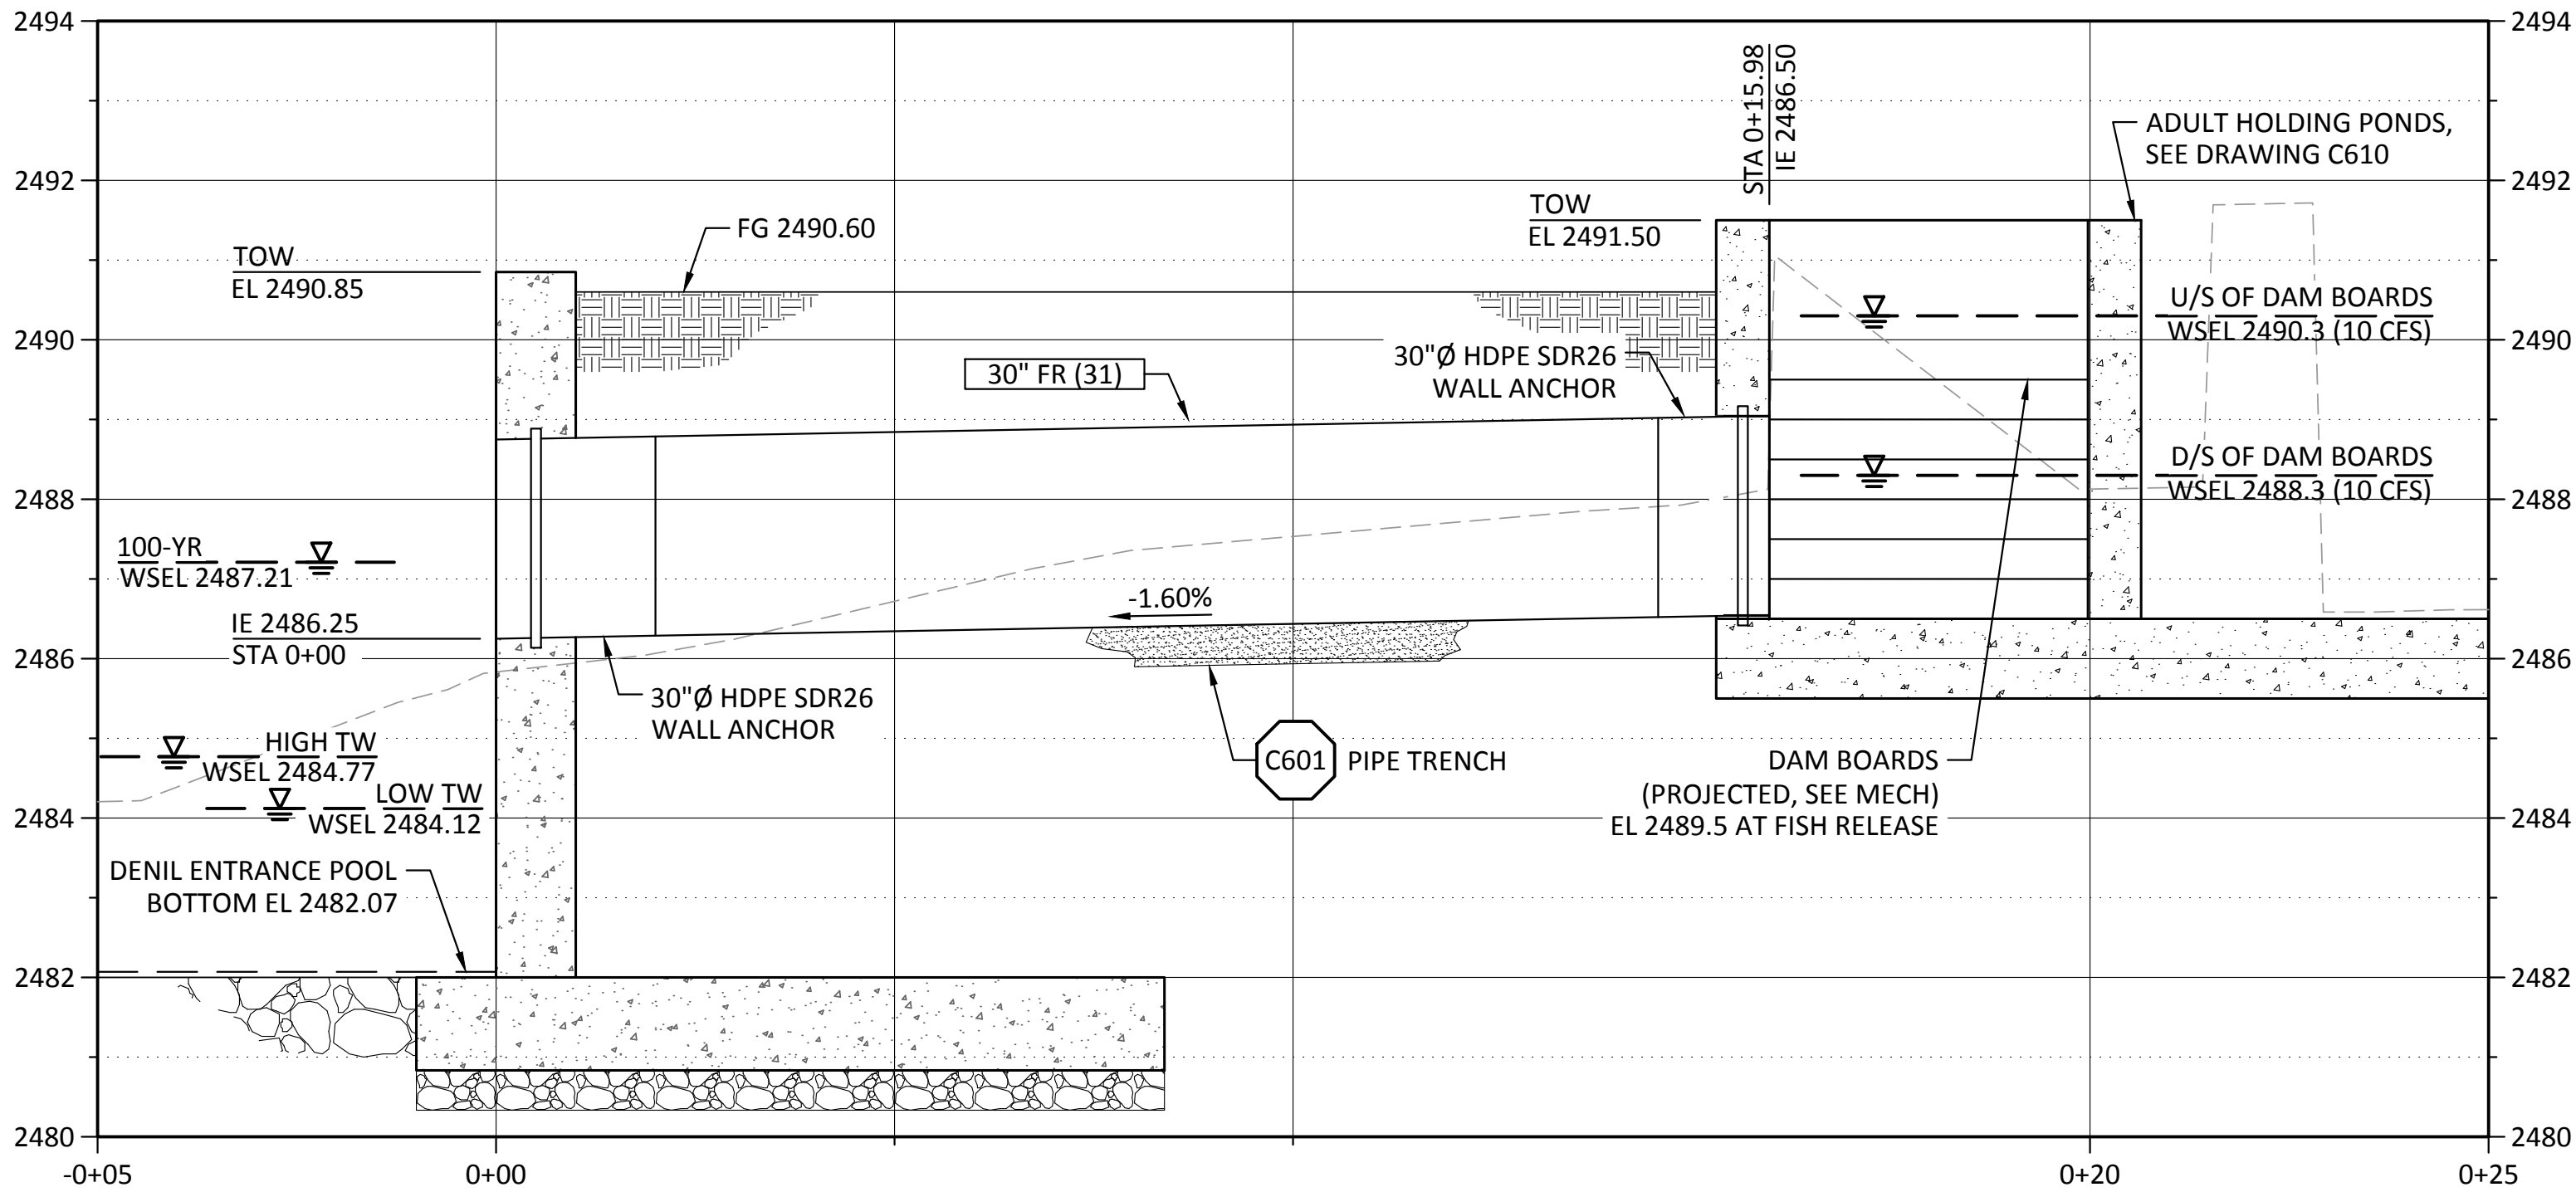 2494
2494
STA 0+15.98
IE 2486.50
ADULT HOLDING PONDS,
SEE DRAWING C610
2492
2492
TOW
EL 2491.50
FG 2490.60
TOW
EL 2490.85
U/S OF DAM BOARDS
WSEL 2490.3 (10 CFS)
2490
2490
30"Ø HDPE SDR26
WALL ANCHOR
30" FR (31)
D/S OF DAM BOARDS
WSEL 2488.3 (10 CFS)
2488
2488
100-YR
WSEL 2487.21
-1.60%
IE 2486.25
STA 0+00
2486
2486
30"Ø HDPE SDR26
WALL ANCHOR
HIGH TW
WSEL 2484.77
C601
PIPE TRENCH
DAM BOARDS
(PROJECTED, SEE MECH)
EL 2489.5 AT FISH RELEASE
LOW TW
WSEL 2484.12
2484
2484
DENIL ENTRANCE POOL
BOTTOM EL 2482.07
2482
2482
2480
2480
-0+05
0+00
0+20
0+25